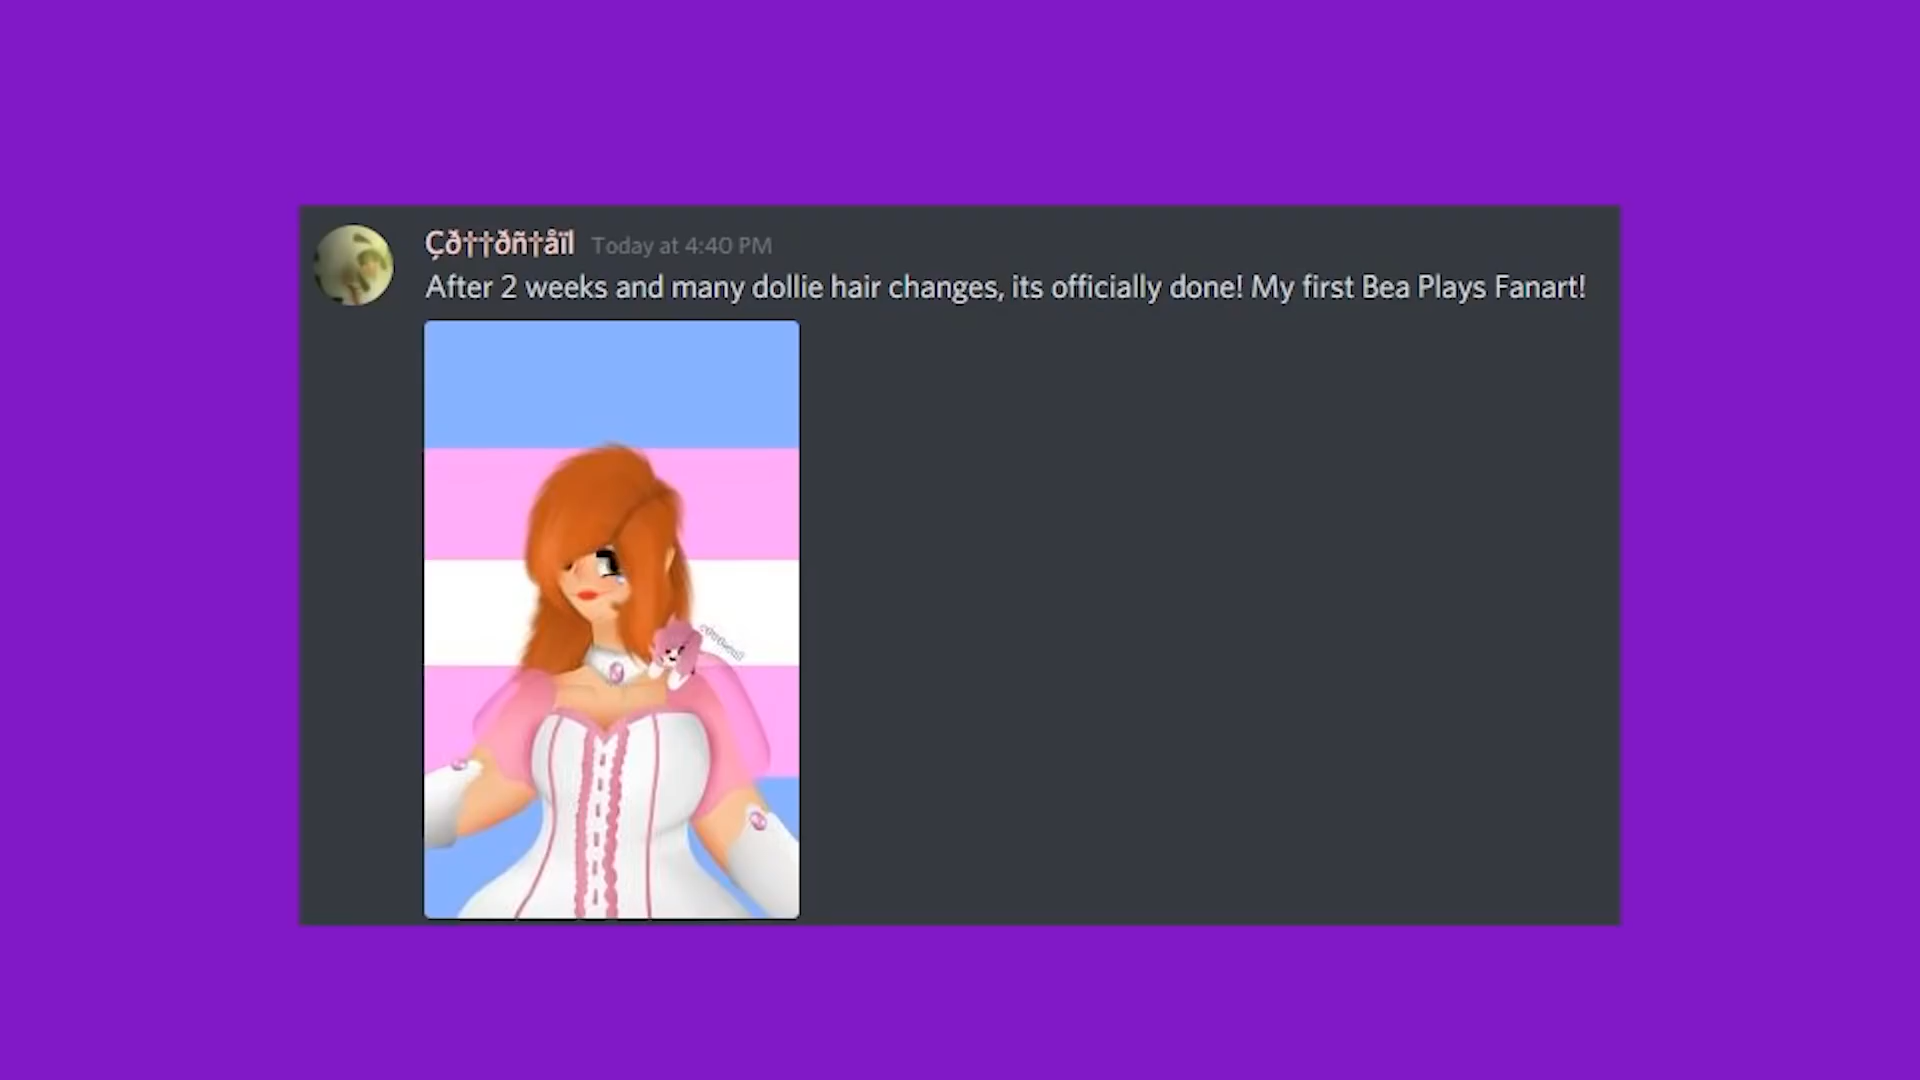 Çð††ðñ†åïl Today at 4:40 PM
After 2 weeks and many dollie hair changes, its officially done! My first Bea Plays Fanart!